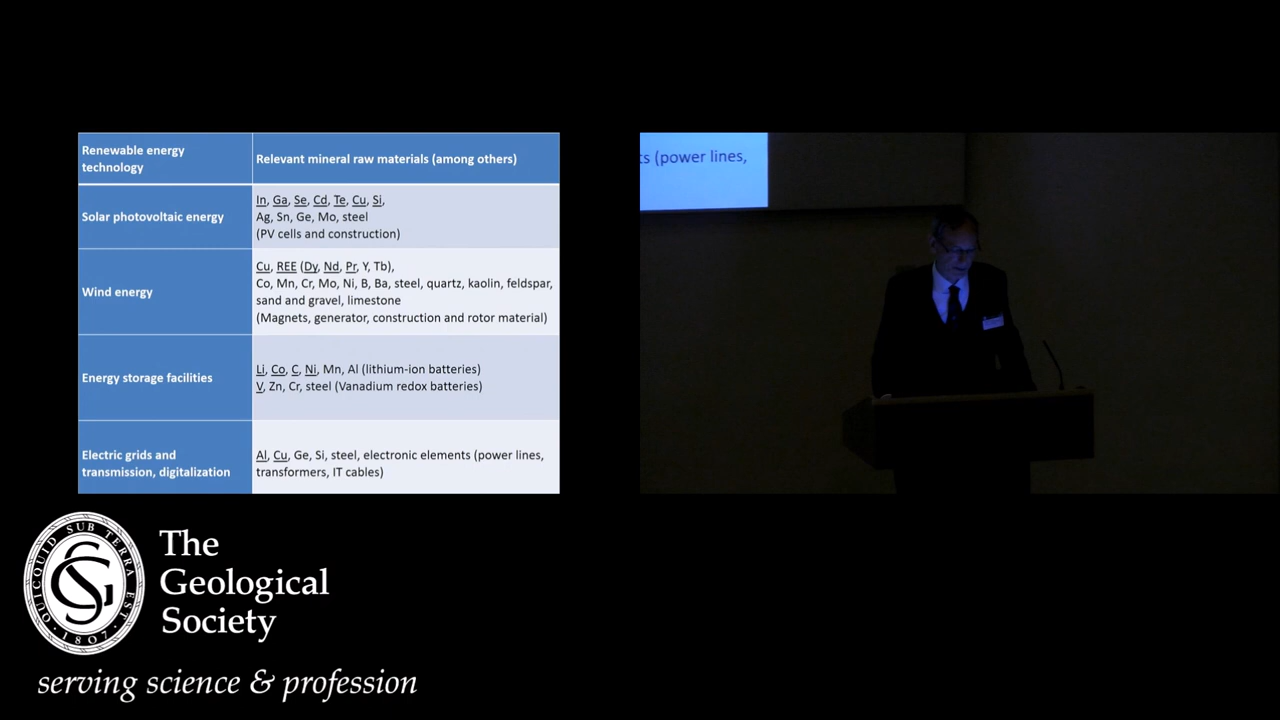 Renewable energy
technology
Relevant mineral raw materials (among others)
Solar photovoltaic energy
In, Ga, Se, Cd, Te, Cu, Si,
Ag, Sn, Ge, Mo, steel
(PV cells and construction)
Wind energy
Cu, REE (Dy, Nd, Pr, Y, Tb),
Co, Mn, Cr, Mo, Ni, B, Ba, steel, quartz, kaolin, feldspar,
sand and gravel, limestone
(Magnets, generator, construction and rotor material)
Energy storage facilities
Li, Co, C, Ni, Mn, Al (lithium-ion batteries)
V, Zn, Cr, steel (Vanadium redox batteries)
Electric grids and
transmission, digitalization
Al, Cu, Ge, Si, steel, electronic elements (power lines,
transformers, IT cables)
ts (power lines,
QUICQUID SUB TERRA EST
1807
The
Geological
Society
serving science & profession